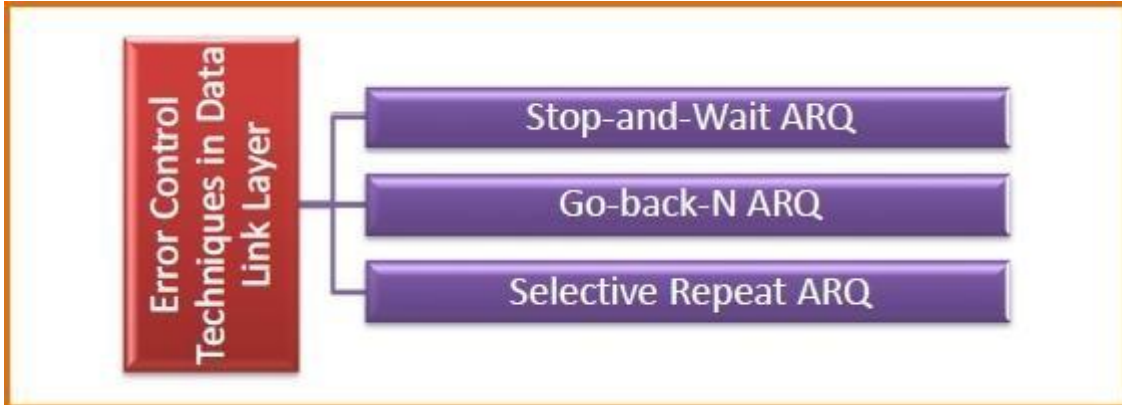 Error Control
Techniques in Data
Link Layer
Stop-and-Wait ARQ
Go-back-N ARQ
Selective Repeat ARQ